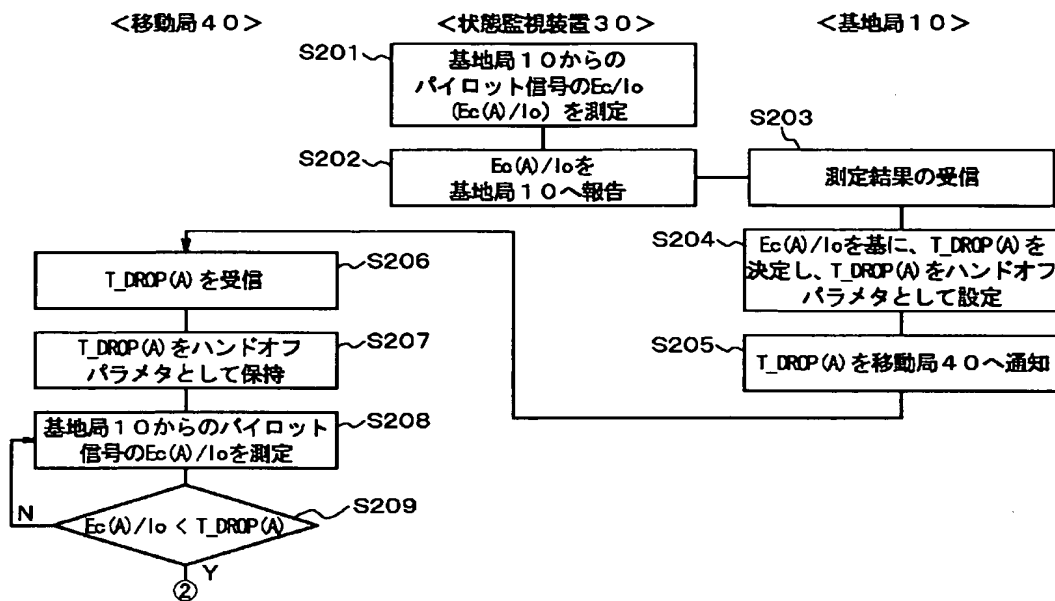 <移動局40>
<状態監視装置30>
<基地局10>
S201
基地局10からの
パイロット信号のEc/Io
(Ec(A)/Io)を測定
S202
Ec(A)/Ioを
基地局10へ報告
S203
測定結果の受信
S204
Ec(A)/Ioを基に、T_DROP(A)を
決定し、T_DROP(A)をハンドオフ
パラメタとして設定
S205
T_DROP(A)を移動局40へ通知
S206
T_DROP(A)を受信
S207
T_DROP(A)をハンドオフ
パラメタとして保持
S208
基地局10からのパイロット
信号のEc(A)/Ioを測定
S209
Ec(A)/Io < T_DROP(A)
N
Y
②